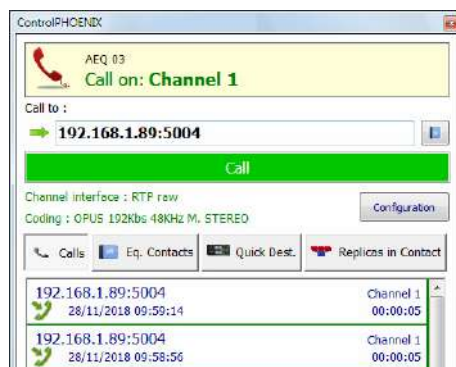 ControlPHOENIX
AEQ 03
Call on: Channel 1
Call to :
192.168.1.89:5004
Call
Channel interface : RTP raw
Coding : OPUS 192Kbs 48KHz M. STEREO
Configuration
Calls Eq. Contacts Quick Dest. Replicas in Contact
192.168.1.89:5004 Channel 1
28/11/2018 09:59:14 00:00:05
192.168.1.89:5004 Channel 1
28/11/2018 09:58:56 00:00:05